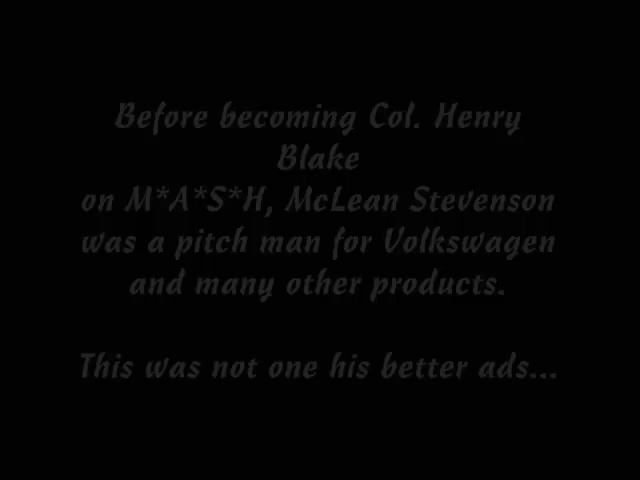 Before becoming Col. Henry
Blake
on M*A*S*H, McLean Stevenson
was a pitch man for Volkswagen
and many other products.
This was not one his better ads...